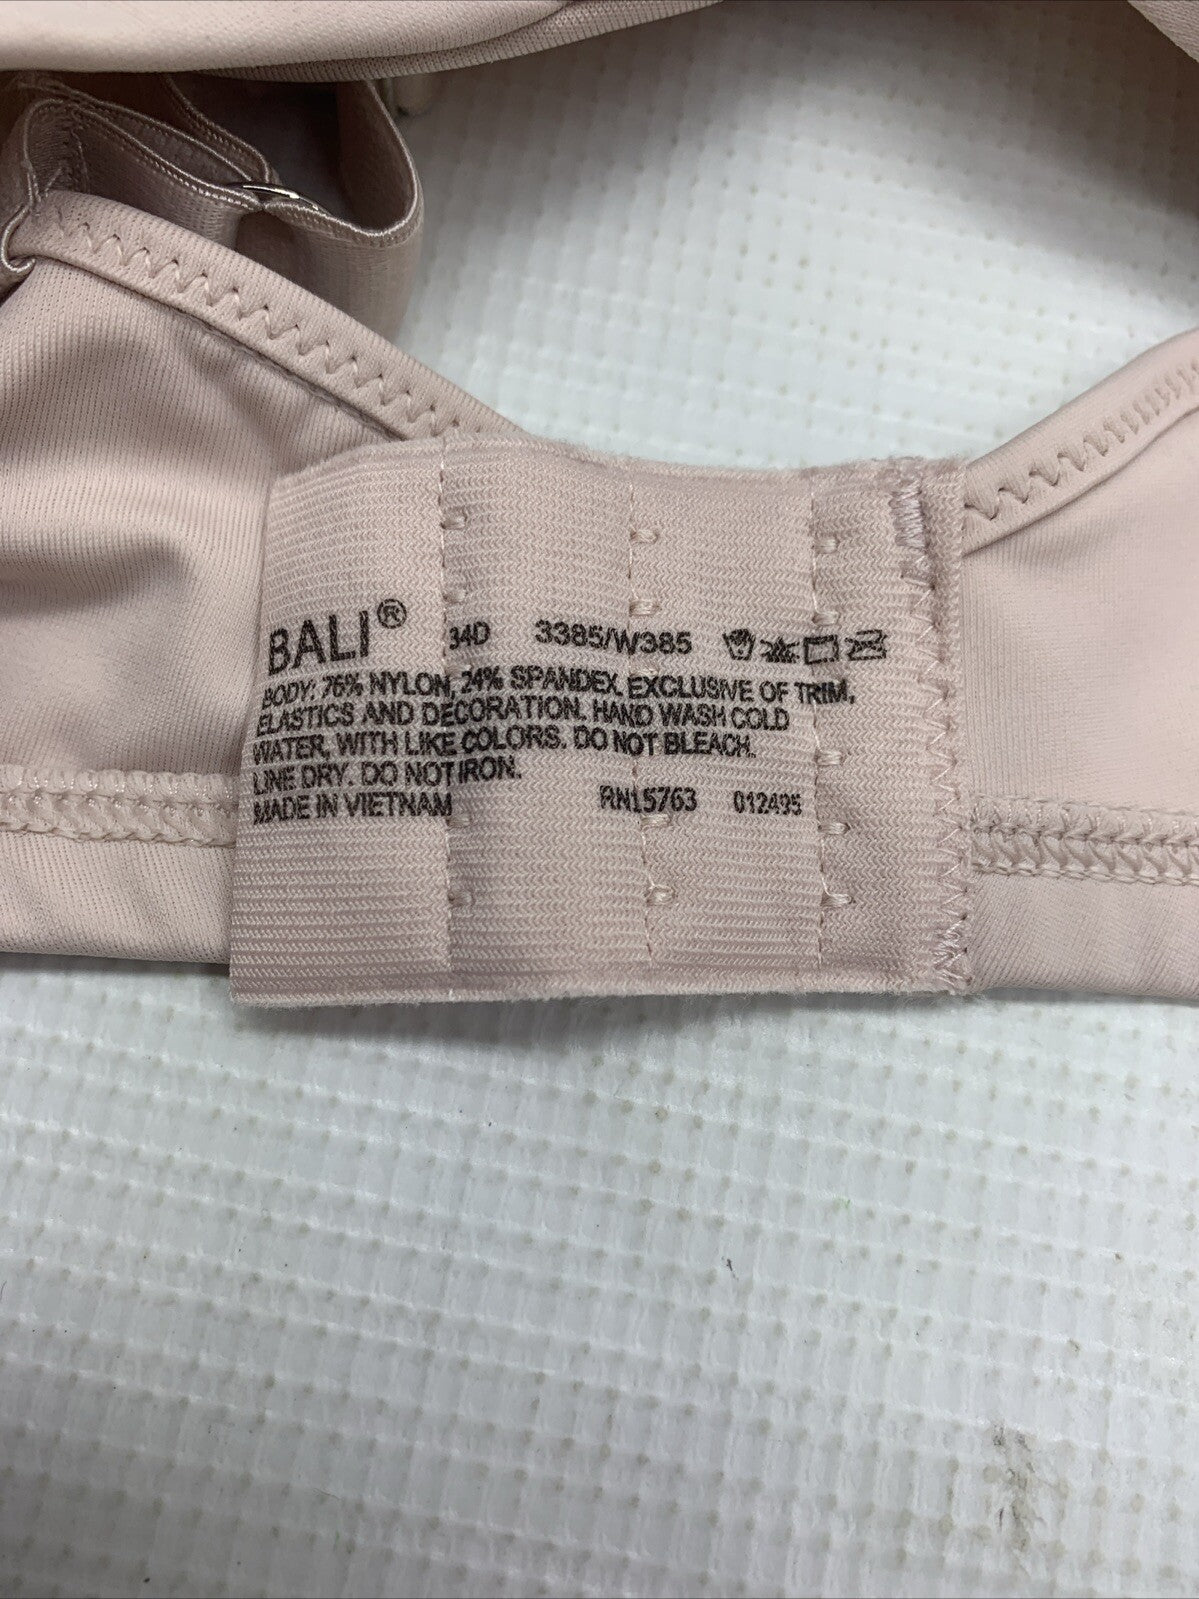 BALI® 34D 3385/W385
BODY: 76% NYLON, 24% SPANDEX. EXCLUSIVE OF TRIM,
ELASTICS AND DECORATION. HAND WASH COLD
WATER, WITH LIKE COLORS. DO NOT BLEACH.
LINE DRY. DO NOT IRON.
MADE IN VIETNAM RN15763 012495